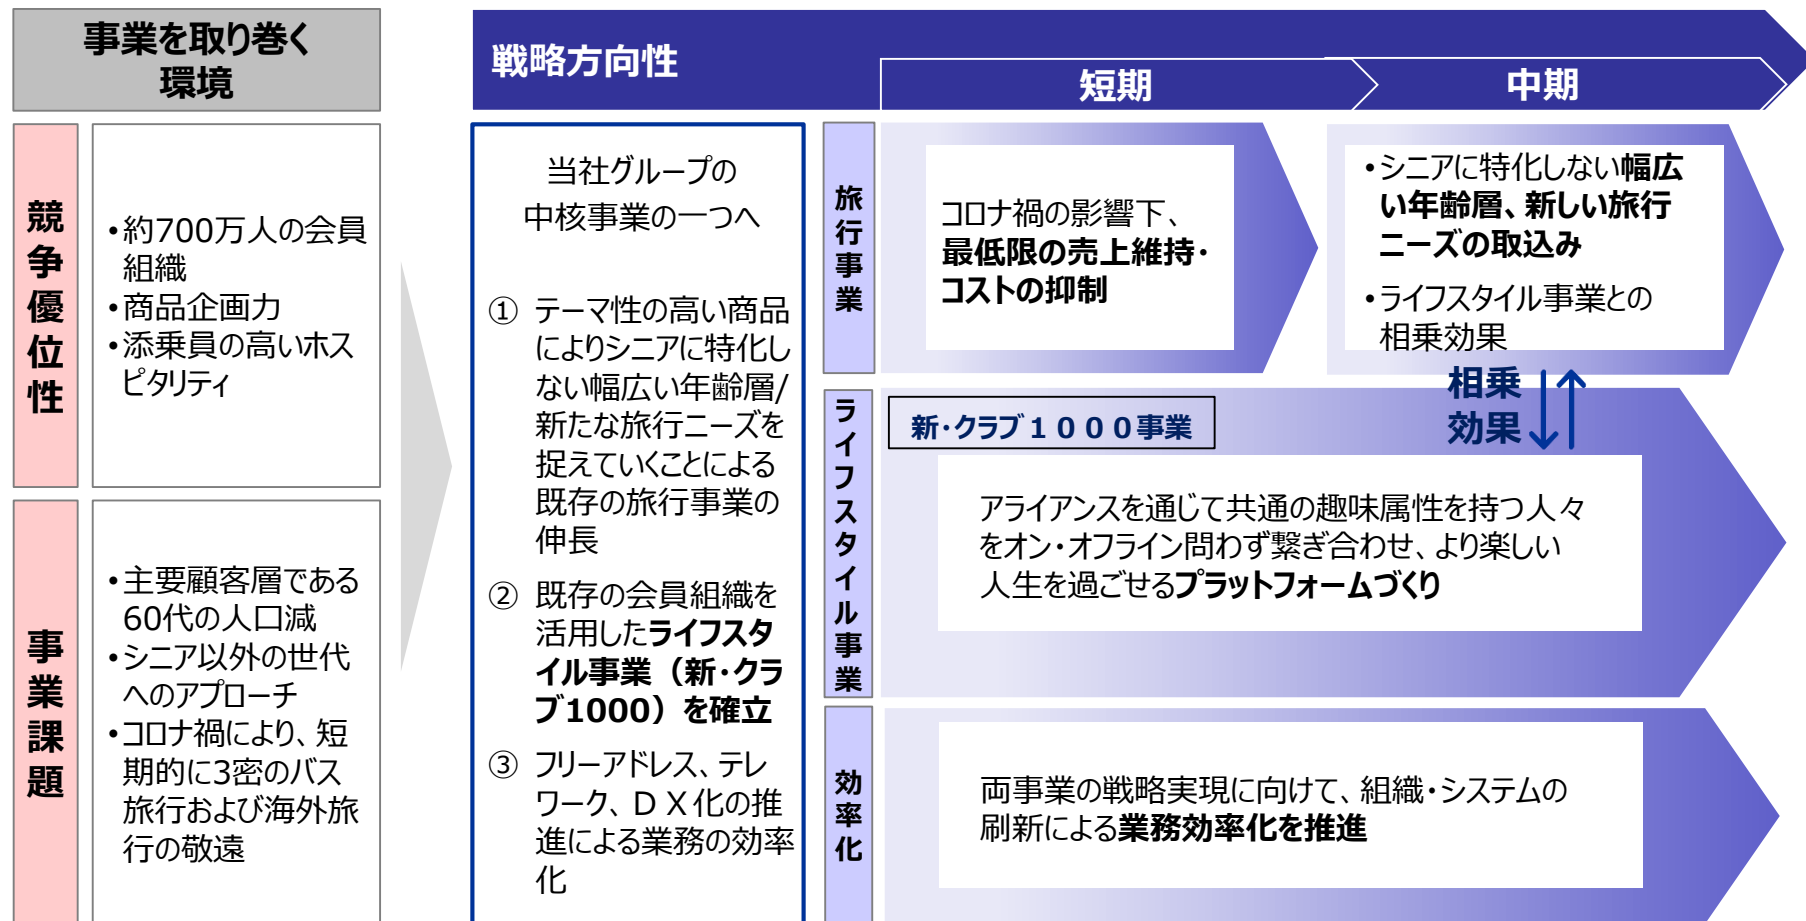 事業を取り巻く
環境
戦略方向性
短期
中期
競争優位性
•約700万人の会員
組織
•商品企画力
•添乗員の高いホス
ピタリティ
事業課題
•主要顧客層である
60代の人口減
•シニア以外の世代
へのアプローチ
•コロナ禍により、短
期的に3密のバス
旅行および海外旅
行の敬遠
当社グループの
中核事業の一つへ
① テーマ性の高い商品
によりシニアに特化し
ない幅広い年齢層/
新たな旅行ニーズを
捉えていくことによる
既存の旅行事業の
伸長
② 既存の会員組織を
活用したライフスタ
イル事業（新・クラ
ブ1000）を確立
③ フリーアドレス、テレ
ワーク、ＤＸ化の推
進による業務の効率
化
旅行事業
コロナ禍の影響下、
最低限の売上維持・
コストの抑制
•シニアに特化しない幅広
い年齢層、新しい旅行
ニーズの取込み
•ライフスタイル事業との
相乗効果
相乗
効果
ライフスタイル事業
新・クラブ１０００事業
アライアンスを通じて共通の趣味属性を持つ人々
をオン・オフライン問わず繋ぎ合わせ、より楽しい
人生を過ごせるプラットフォームづくり
効率化
両事業の戦略実現に向けて、組織・システムの
刷新による業務効率化を推進